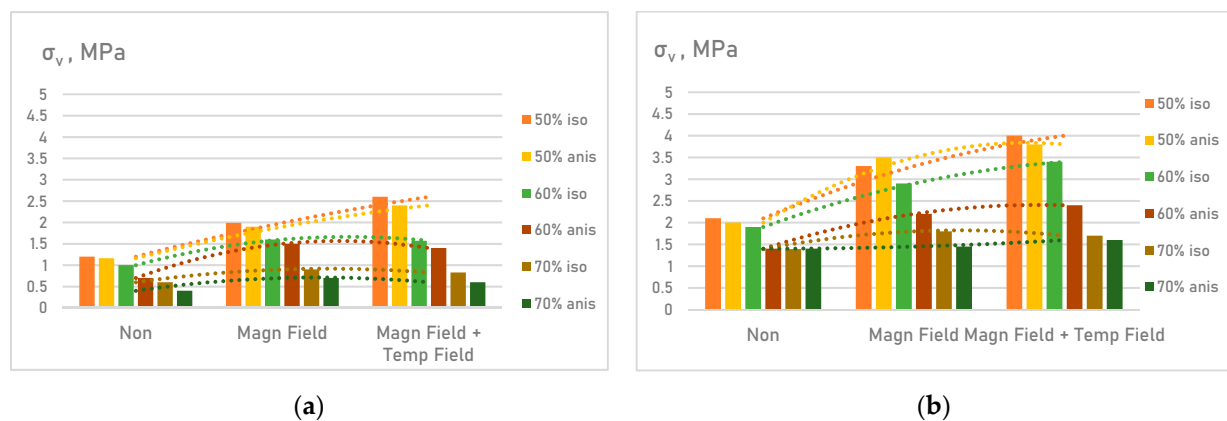 σv , MPa
5
4.5
4
3.5
3
2.5
2
1.5
1
0.5
0
Non
Magn Field
Magn Field +
Temp Field
50% iso
50% anis
60% iso
60% anis
70% iso
70% anis
(a)
σv , MPa
5
4.5
4
3.5
3
2.5
2
1.5
1
0.5
0
Non
Magn Field
Magn Field + Temp Field
50% iso
50% anis
60% iso
60% anis
70% iso
70% anis
(b)